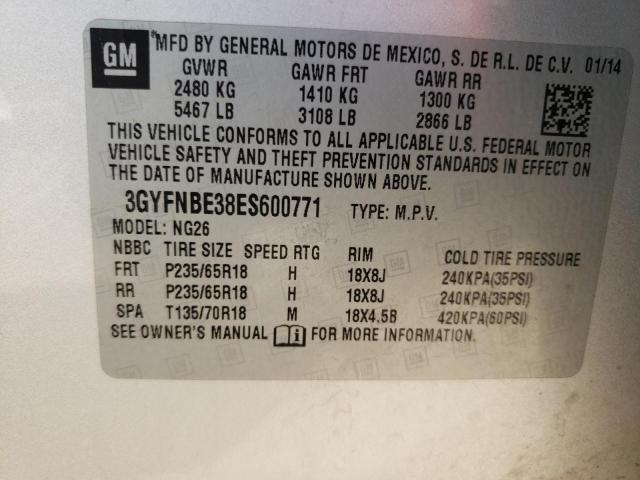 GM MFD BY GENERAL MOTORS DE MEXICO, S. DE R.L. DE C.V. 01/14
GVWR GAWR FRT GAWR RR
2480 KG 1410 KG 1300 KG
5467 LB 3108 LB 2866 LB
THIS VEHICLE CONFORMS TO ALL APPLICABLE U.S. FEDERAL MOTOR
VEHICLE SAFETY AND THEFT PREVENTION STANDARDS IN EFFECT ON
THE DATE OF MANUFACTURE SHOWN ABOVE.
3GYFNBE38ES600771 TYPE: M.P.V.
MODEL: NG26
NBBC TIRE SIZE SPEED RTG RIM COLD TIRE PRESSURE
FRT P235/65R18 H 18X8J 240KPA(35PSI)
RR P235/65R18 H 18X8J 240KPA(35PSI)
SPA T135/70R18 M 18X4.5B 420KPA(60PSI)
SEE OWNER'S MANUAL FOR MORE INFORMATION.